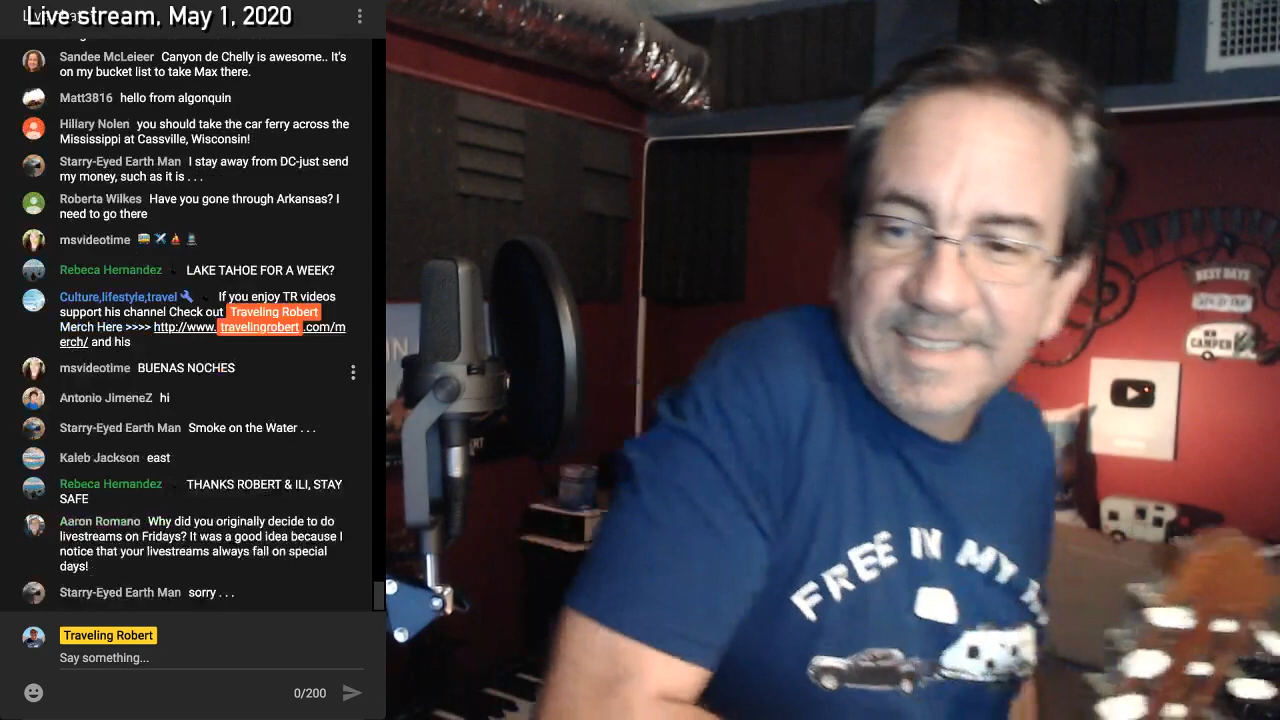 Live stream. May 1, 2020
Sandee McLeieer Canyon de Chelly is awesome.. It's
on my bucket list to take Max there.
Matt3816 hello from algonquin
Hillary Nolen you should take the car ferry across the
Mississippi at Cassville, Wisconsin!
Starry-Eyed Earth Man I stay away from DC-just send
my money, such as it is . . .
Roberta Wilkes Have you gone through Arkansas? I
need to go there
msvideotime
Rebeca Hernandez LAKE TAHOE FOR A WEEK?
Culture,lifestyle,travel If you enjoy TR videos
support his channel Check out Traveling Robert
Merch Here >>>> http://www.travelingrobert.com/m
erch/ and his
msvideotime BUENAS NOCHES
Antonio JimeneZ hi
Starry-Eyed Earth Man Smoke on the Water . . .
Kaleb Jackson east
Rebeca Hernandez THANKS ROBERT & ILI, STAY
SAFE
Aaron Romano Why did you originally decide to do
livestreams on Fridays? It was a good idea because I
notice that your livestreams always fall on special
days!
Starry-Eyed Earth Man sorry . . .
Traveling Robert
Say something...
0/200
BEST DAYS
CAMPER
FREE IN MY